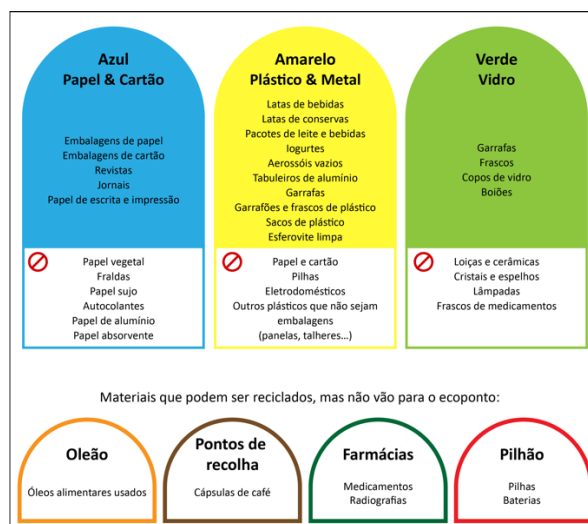 Azul
Papel & Cartão
Embalagens de papel
Embalagens de cartão
Revistas
Jornais
Papel de escrita e impressão
Papel vegetal
Fraldas
Papel sujo
Autocolantes
Papel de alumínio
Papel absorvente
Amarelo
Plástico & Metal
Latas de bebidas
Latas de conservas
Pacotes de leite e bebidas
Iogurtes
Aerossóis vazios
Tabuleiros de alumínio
Garrafas
Garrafões e frascos de plástico
Sacos de plástico
Esferovite limpa
Papel e cartão
Pilhas
Eletrodomésticos
Outros plásticos que não sejam
embalagens
(panelas, talheres...)
Verde
Vidro
Garrafas
Frascos
Copos de vidro
Boiões
Loiças e cerâmicas
Cristais e espelhos
Lâmpadas
Frascos de medicamentos
Materiais que podem ser reciclados, mas não vão para o ecoponto:
Oleão
Óleos alimentares usados
Pontos de
recolha
Cápsulas de café
Farmácias
Medicamentos
Radiografias
Pilhão
Pilhas
Baterias